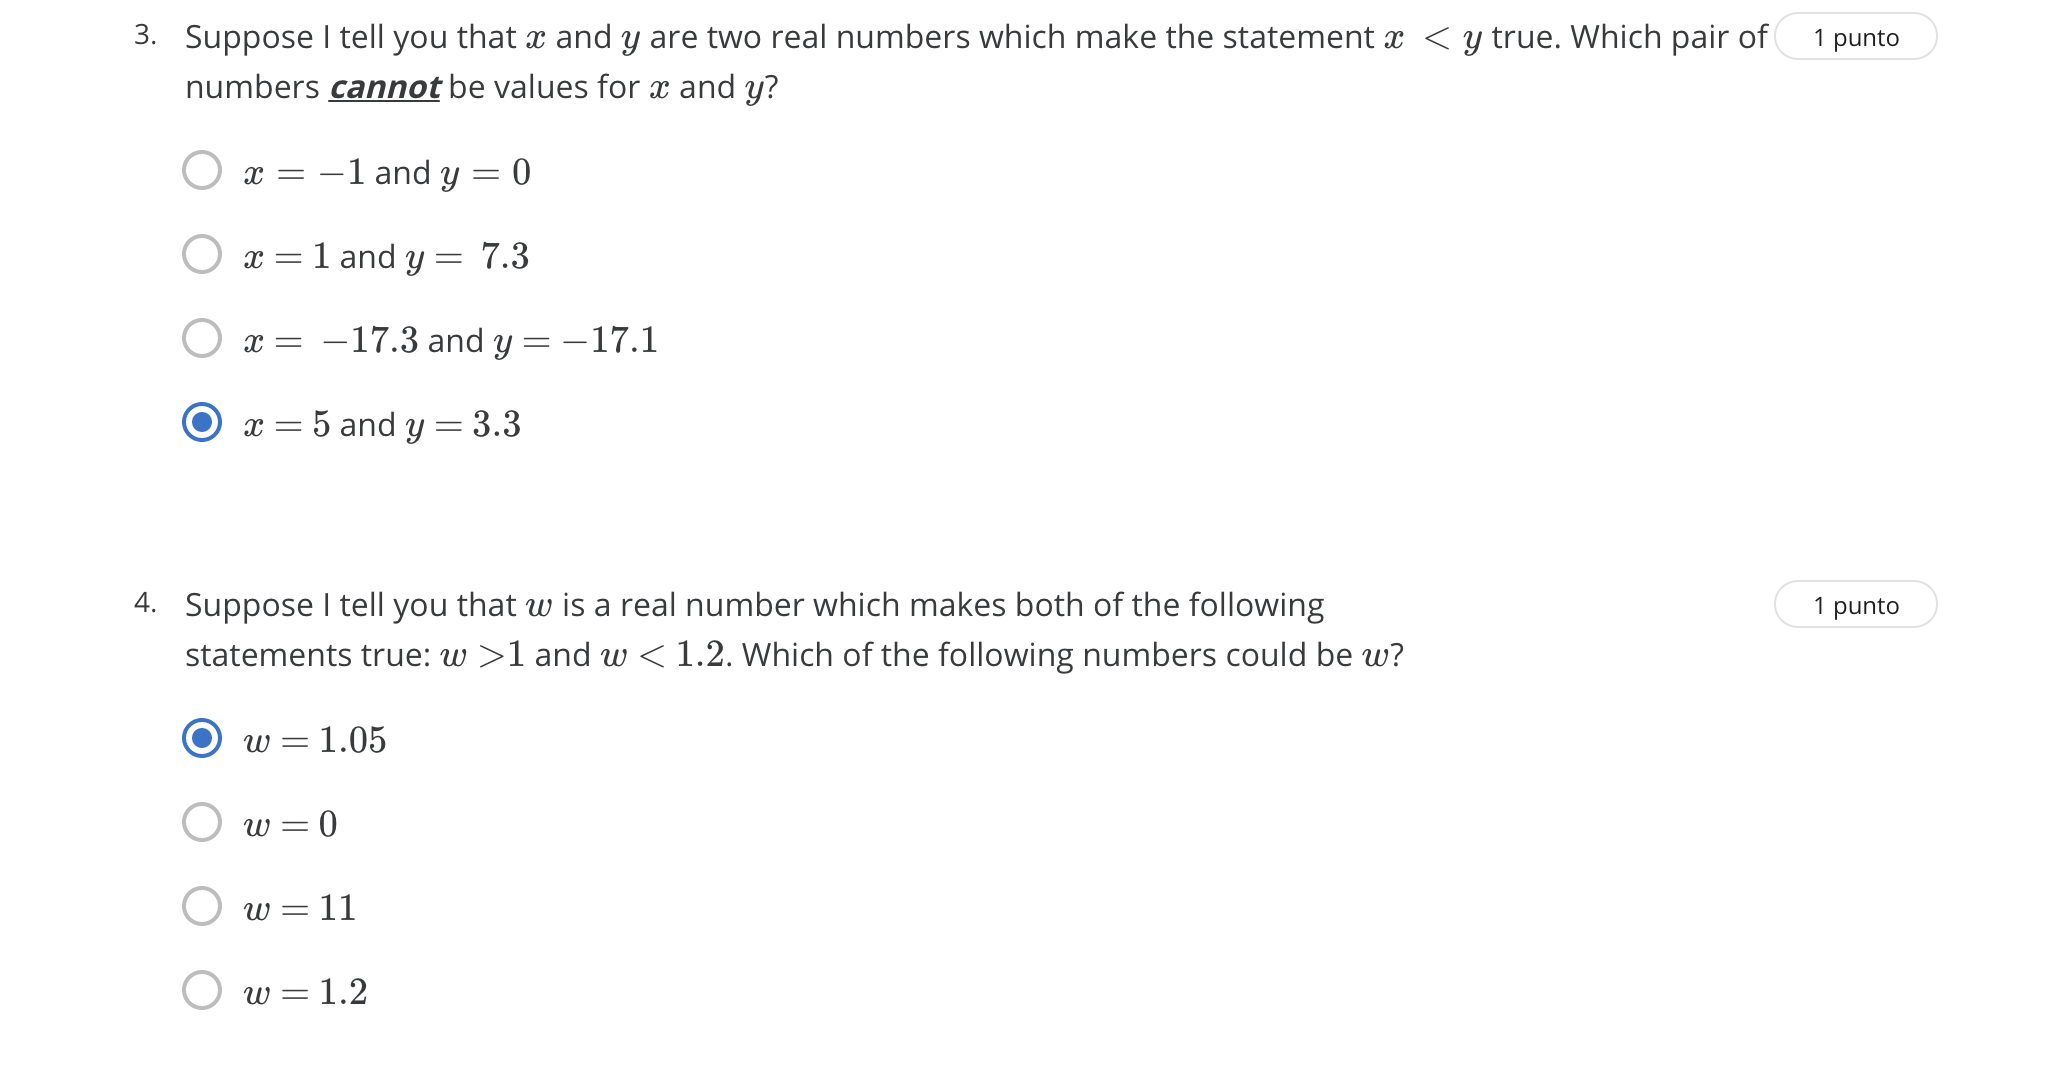 3. Suppose I tell you that x and y are two real numbers which make the statement x < y true. Which pair of 1 punto
numbers cannot be values for x and y?
x = −1 and y = 0
x = 1 and y = 7.3
x = −17.3 and y = −17.1
x = 5 and y = 3.3
4. Suppose I tell you that w is a real number which makes both of the following 1 punto
statements true: w >1 and w < 1.2. Which of the following numbers could be w?
w = 1.05
w = 0
w = 11
w = 1.2